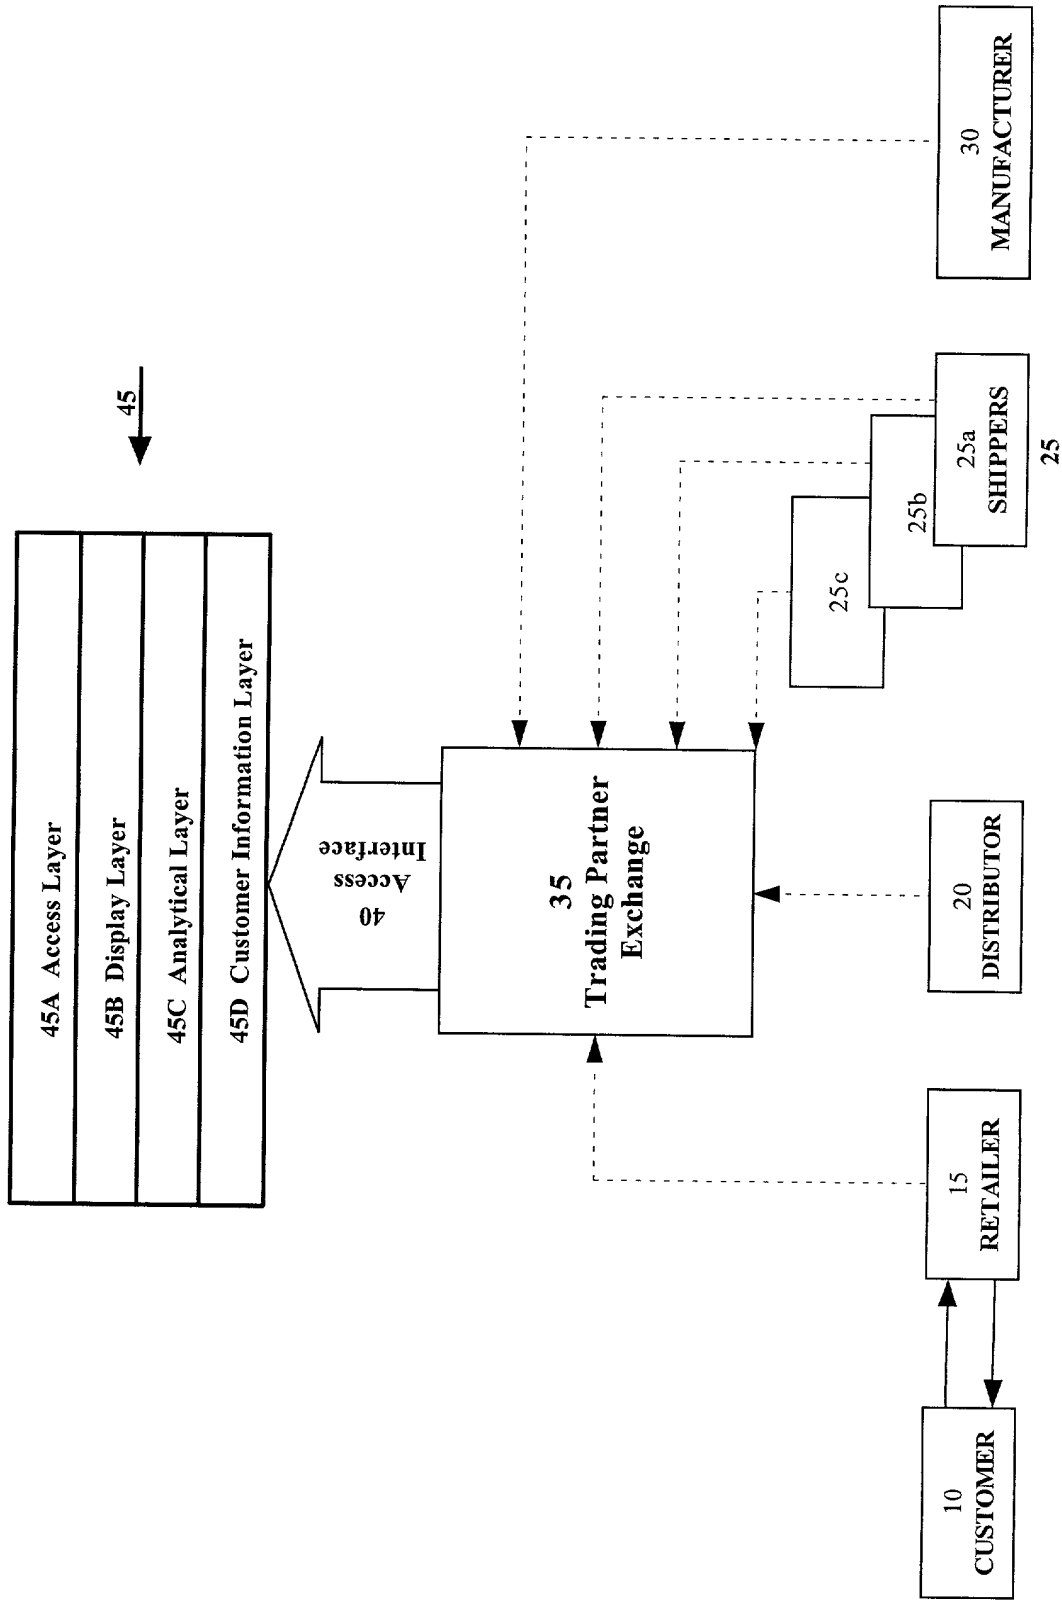 45
45A Access Layer
45B Display Layer
45C Analytical Layer
45D Customer Information Layer
40
Access
Interface
35
Trading Partner
Exchange
10
CUSTOMER
15
RETAILER
20
DISTRIBUTOR
25c
25b
25a
SHIPPERS
25
30
MANUFACTURER